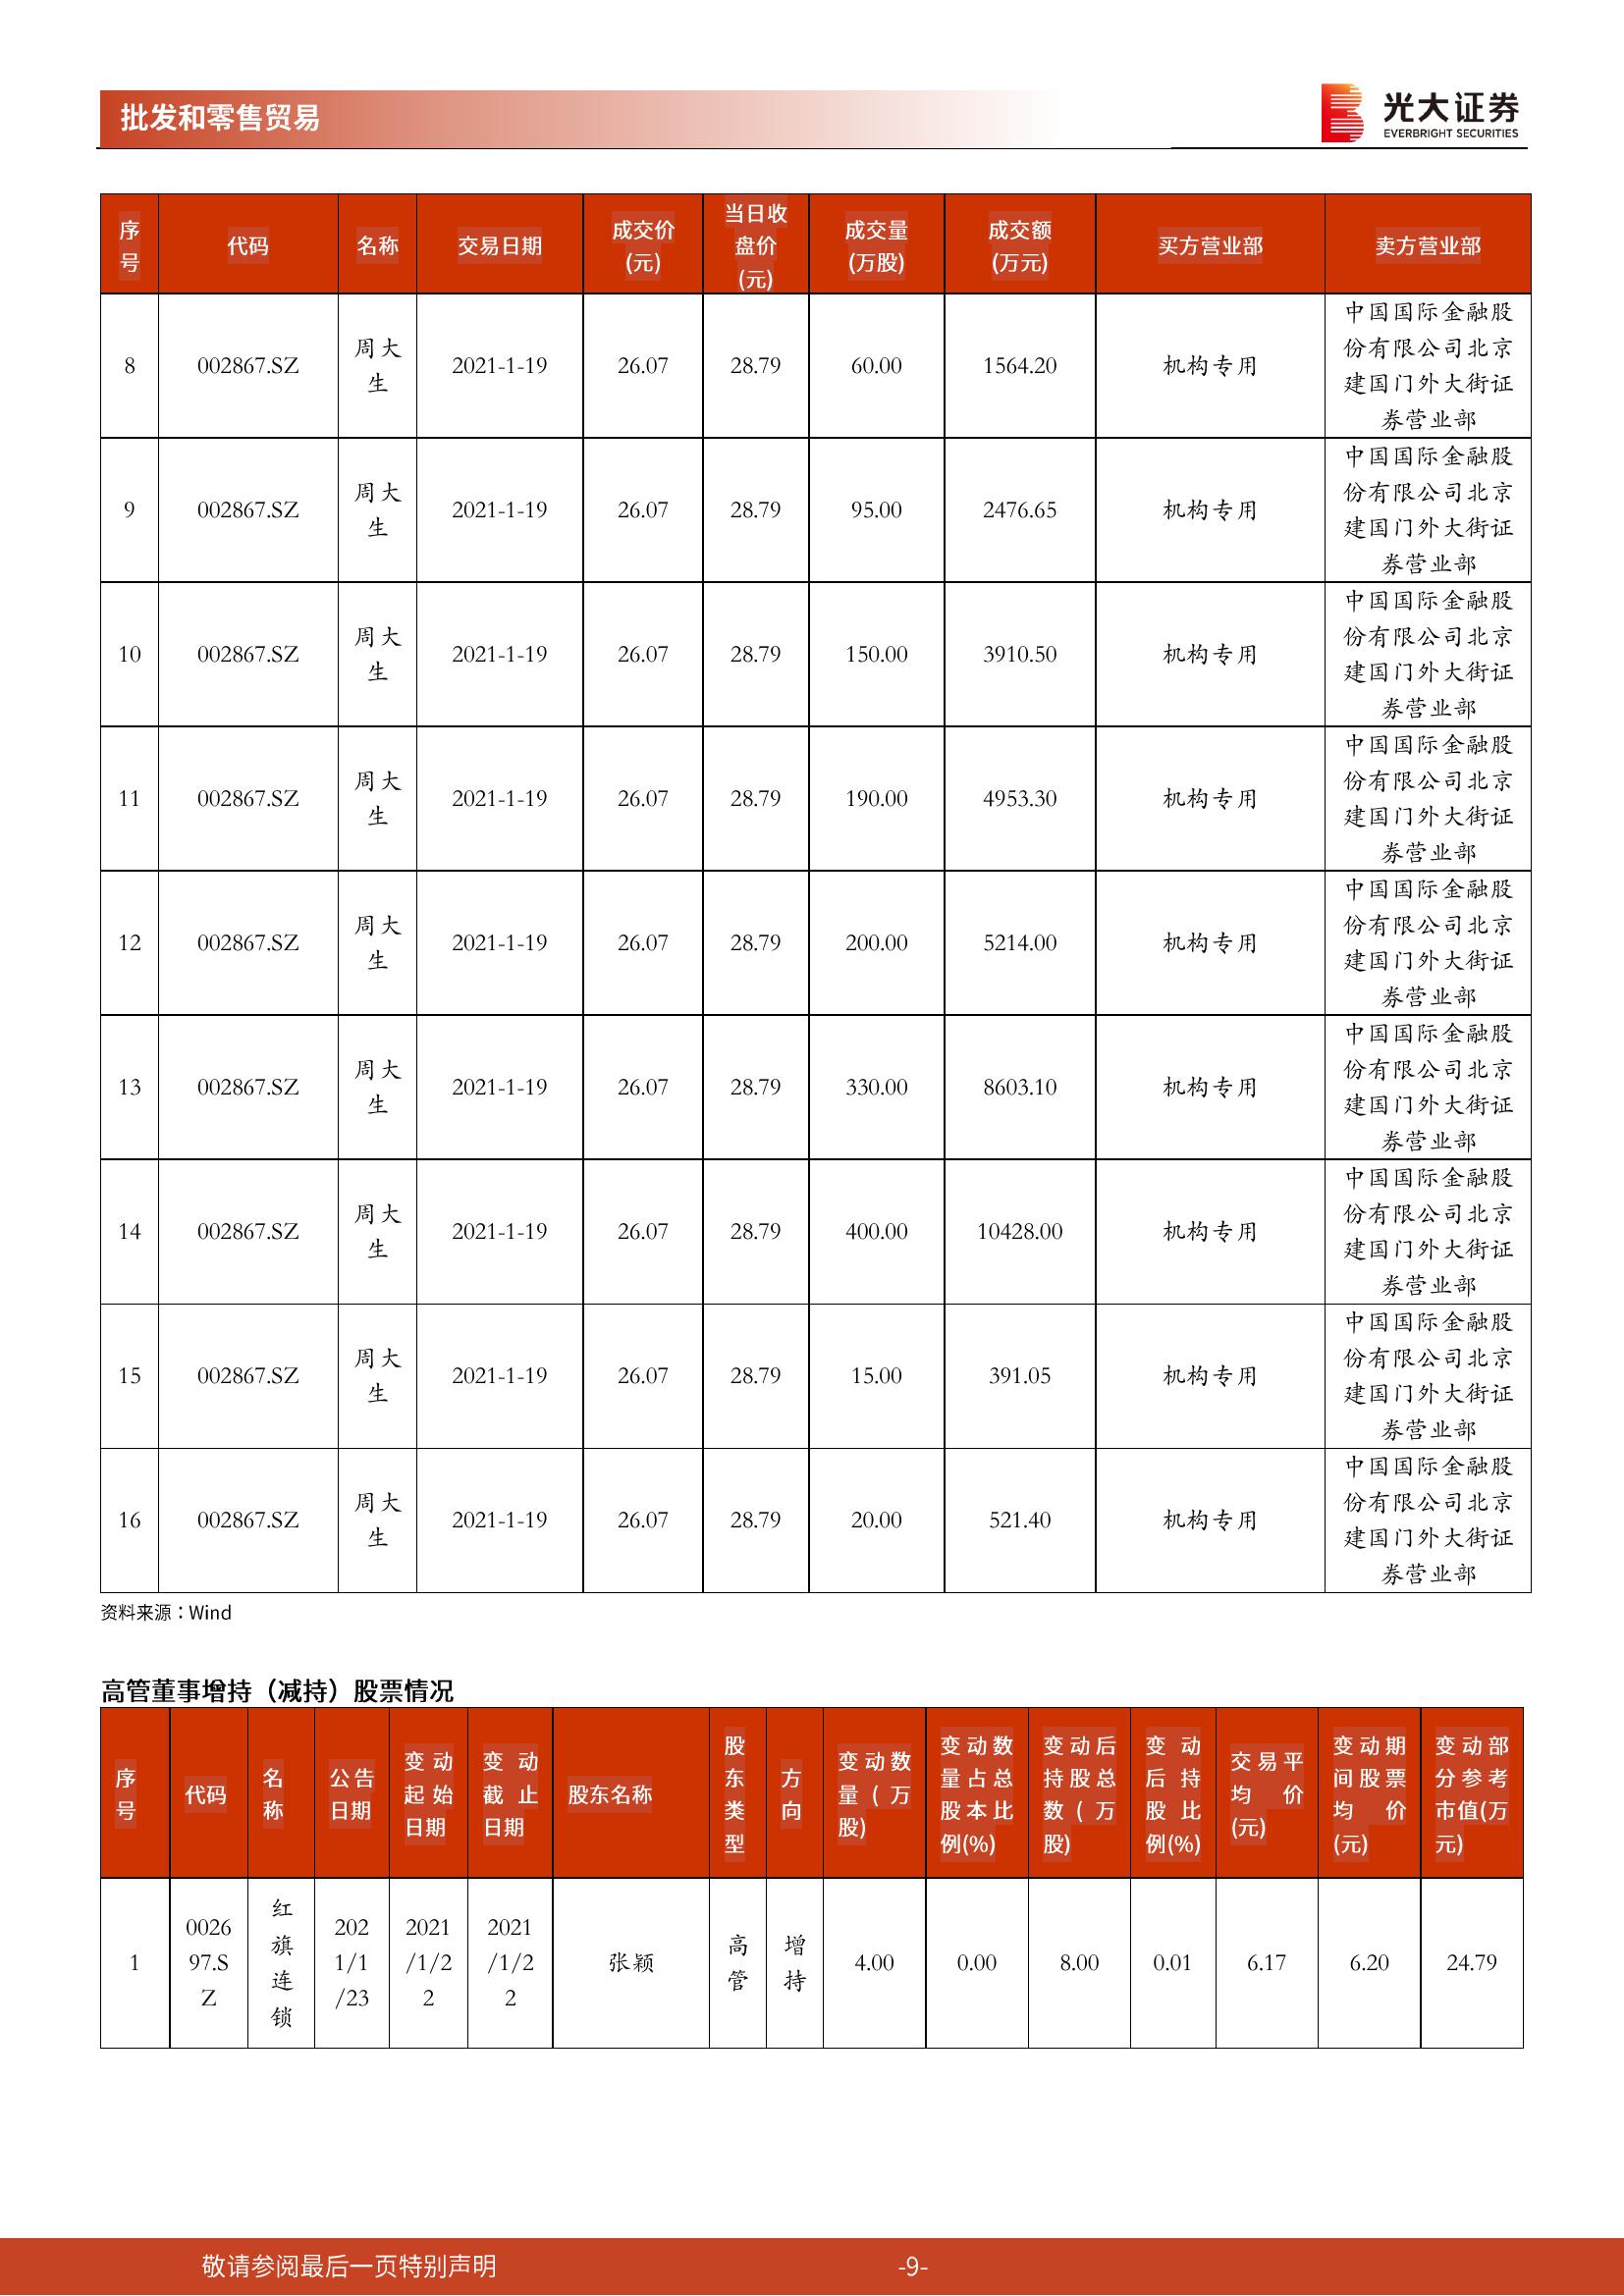 批发和零售贸易
光大证券
EVERBRIGHT SECURITIES
序号 代码 名称 交易日期 成交价(元) 当日收盘价(元) 成交量(万股) 成交额(万元) 买方营业部 卖方营业部
8 002867.SZ 周大生 2021-1-19 26.07 28.79 60.00 1564.20 机构专用 中国国际金融股份有限公司北京建国门外大街证券营业部
9 002867.SZ 周大生 2021-1-19 26.07 28.79 95.00 2476.65 机构专用 中国国际金融股份有限公司北京建国门外大街证券营业部
10 002867.SZ 周大生 2021-1-19 26.07 28.79 150.00 3910.50 机构专用 中国国际金融股份有限公司北京建国门外大街证券营业部
11 002867.SZ 周大生 2021-1-19 26.07 28.79 190.00 4953.30 机构专用 中国国际金融股份有限公司北京建国门外大街证券营业部
12 002867.SZ 周大生 2021-1-19 26.07 28.79 200.00 5214.00 机构专用 中国国际金融股份有限公司北京建国门外大街证券营业部
13 002867.SZ 周大生 2021-1-19 26.07 28.79 330.00 8603.10 机构专用 中国国际金融股份有限公司北京建国门外大街证券营业部
14 002867.SZ 周大生 2021-1-19 26.07 28.79 400.00 10428.00 机构专用 中国国际金融股份有限公司北京建国门外大街证券营业部
15 002867.SZ 周大生 2021-1-19 26.07 28.79 15.00 391.05 机构专用 中国国际金融股份有限公司北京建国门外大街证券营业部
16 002867.SZ 周大生 2021-1-19 26.07 28.79 20.00 521.40 机构专用 中国国际金融股份有限公司北京建国门外大街证券营业部
资料来源：Wind
高管董事增持（减持）股票情况
序号 代码 名称 公告日期 变动起始日期 变动截止日期 股东名称 股东类型 方向 变动数量(万股) 变动数量占总股本比例(%) 变动后持股总数(万股) 变动后持股比例(%) 交易平均价(元) 变动期间股票均价(元) 变动部分参考市值(万元)
1 002697.SZ 红旗连锁 2021/1/23 2021/1/22 2021/1/22 张颖 高管 增持 4.00 0.00 8.00 0.01 6.17 6.20 24.79
敬请参阅最后一页特别声明 -9-